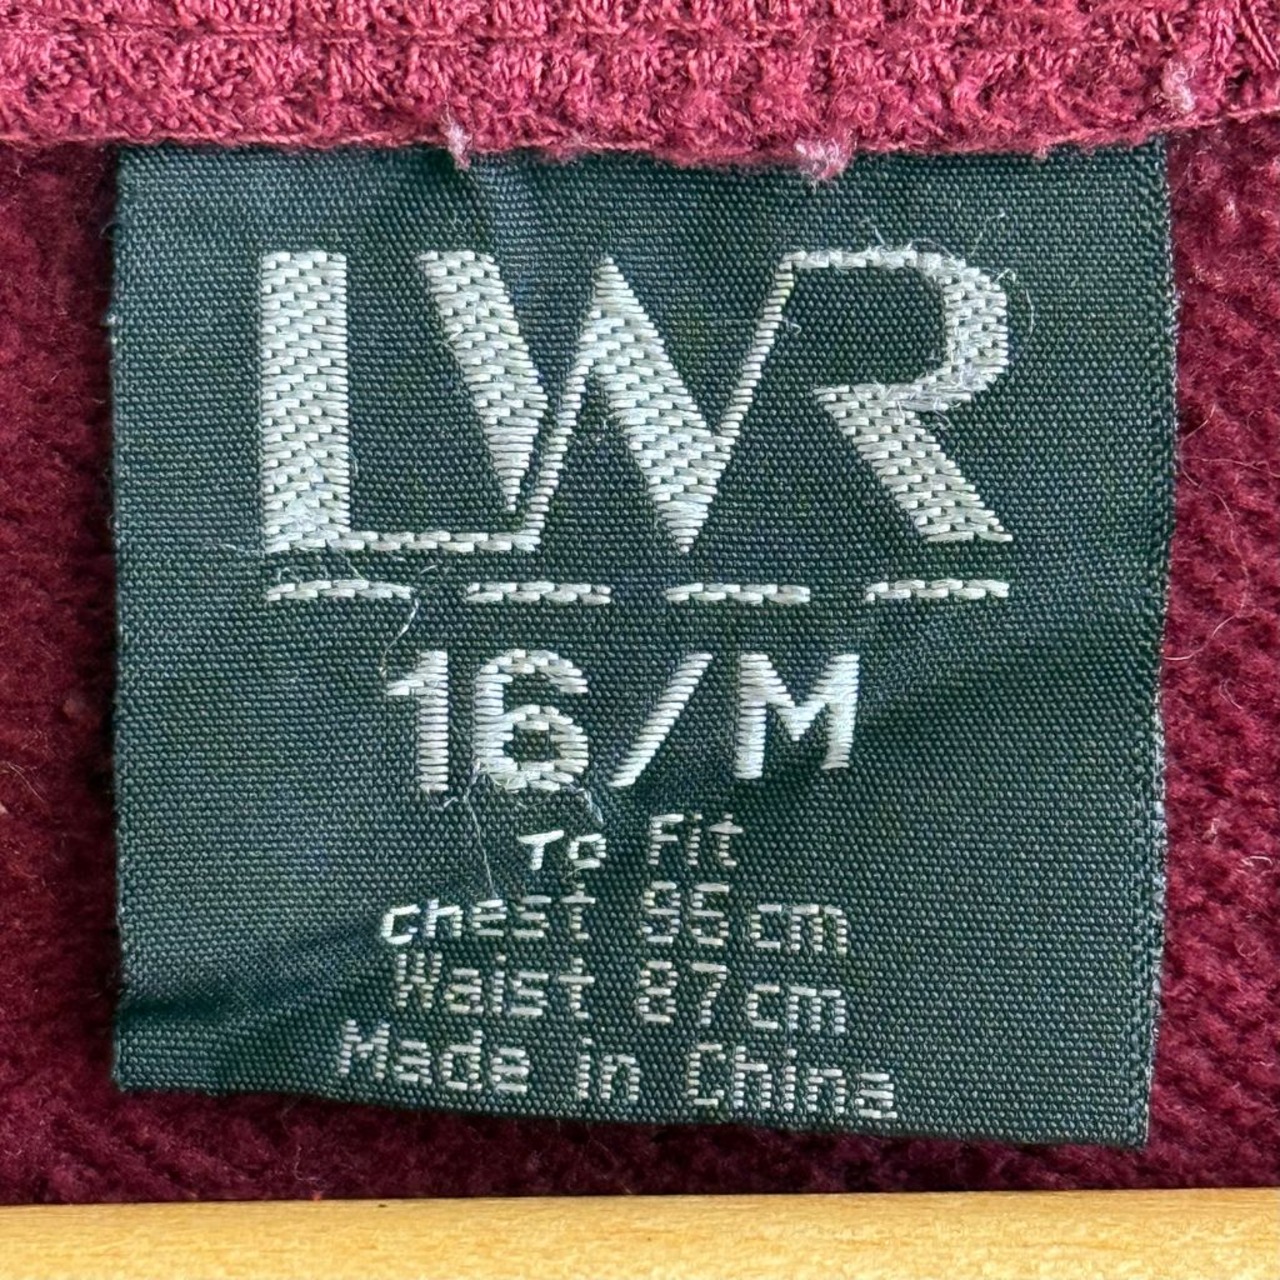 LWR
16/M
To Fit
chest 95cm
Waist 87cm
Made in China